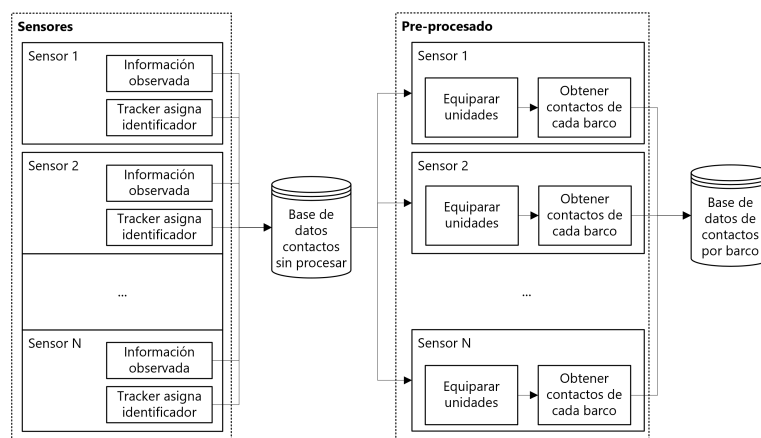 Sensores
Sensor 1
Información
observada
Tracker asigna
identificador
Sensor 2
Información
observada
Tracker asigna
identificador
...
Sensor N
Información
observada
Tracker asigna
identificador
Base de
datos
contactos
sin procesar
Pre-procesado
Sensor 1
Equiparar
unidades
Obtener
contactos de
cada barco
Sensor 2
Equiparar
unidades
Obtener
contactos de
cada barco
...
Sensor N
Equiparar
unidades
Obtener
contactos de
cada barco
Base de
datos de
contactos
por barco